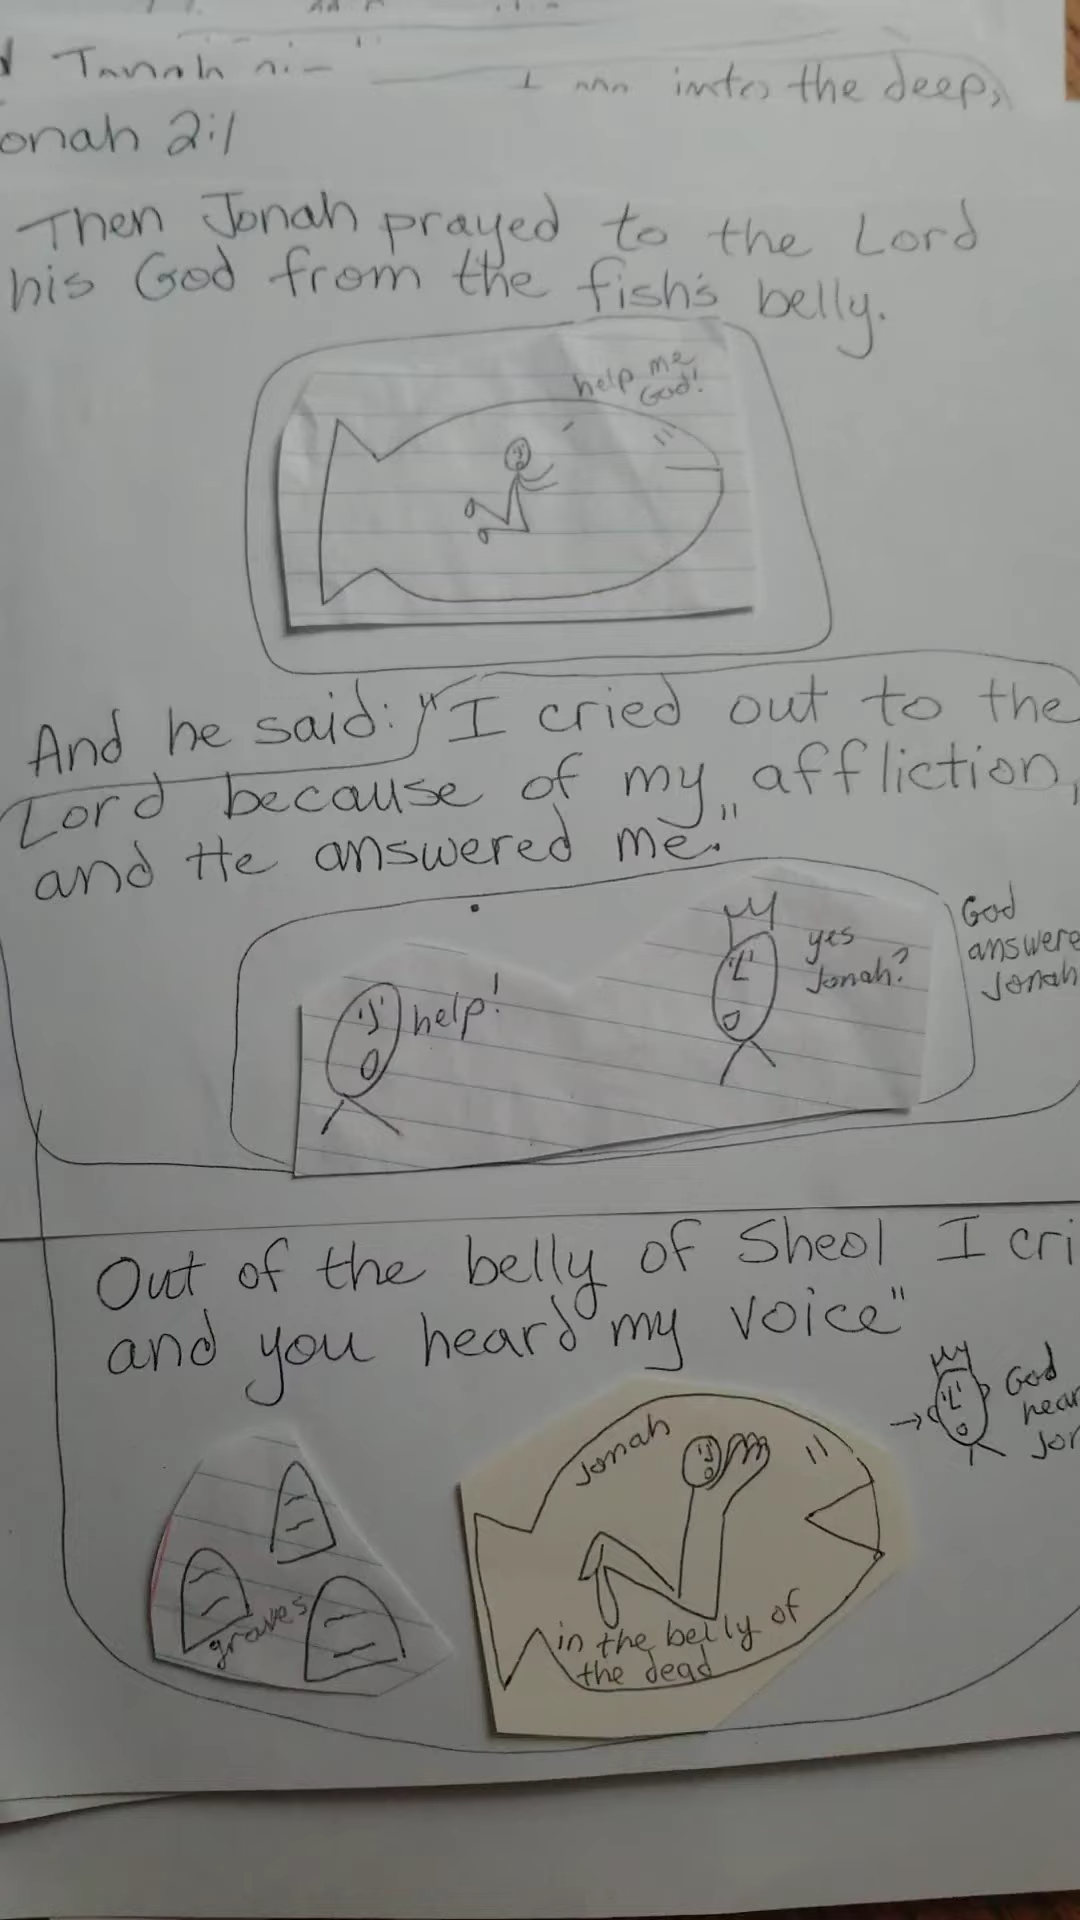 into the deep,
onah 2:1
Then Jonah prayed to the Lord
his God from the fish's belly.
help me
God!
And he said: "I cried out to the
Lord because of my affliction,
and He answered me."
God
answere
Jonah
yes
Jonah?
help!
Out of the belly of Sheol I cri
and you heard my voice"
God
hear
Jon
Jonah
graves
in the belly of
the dead